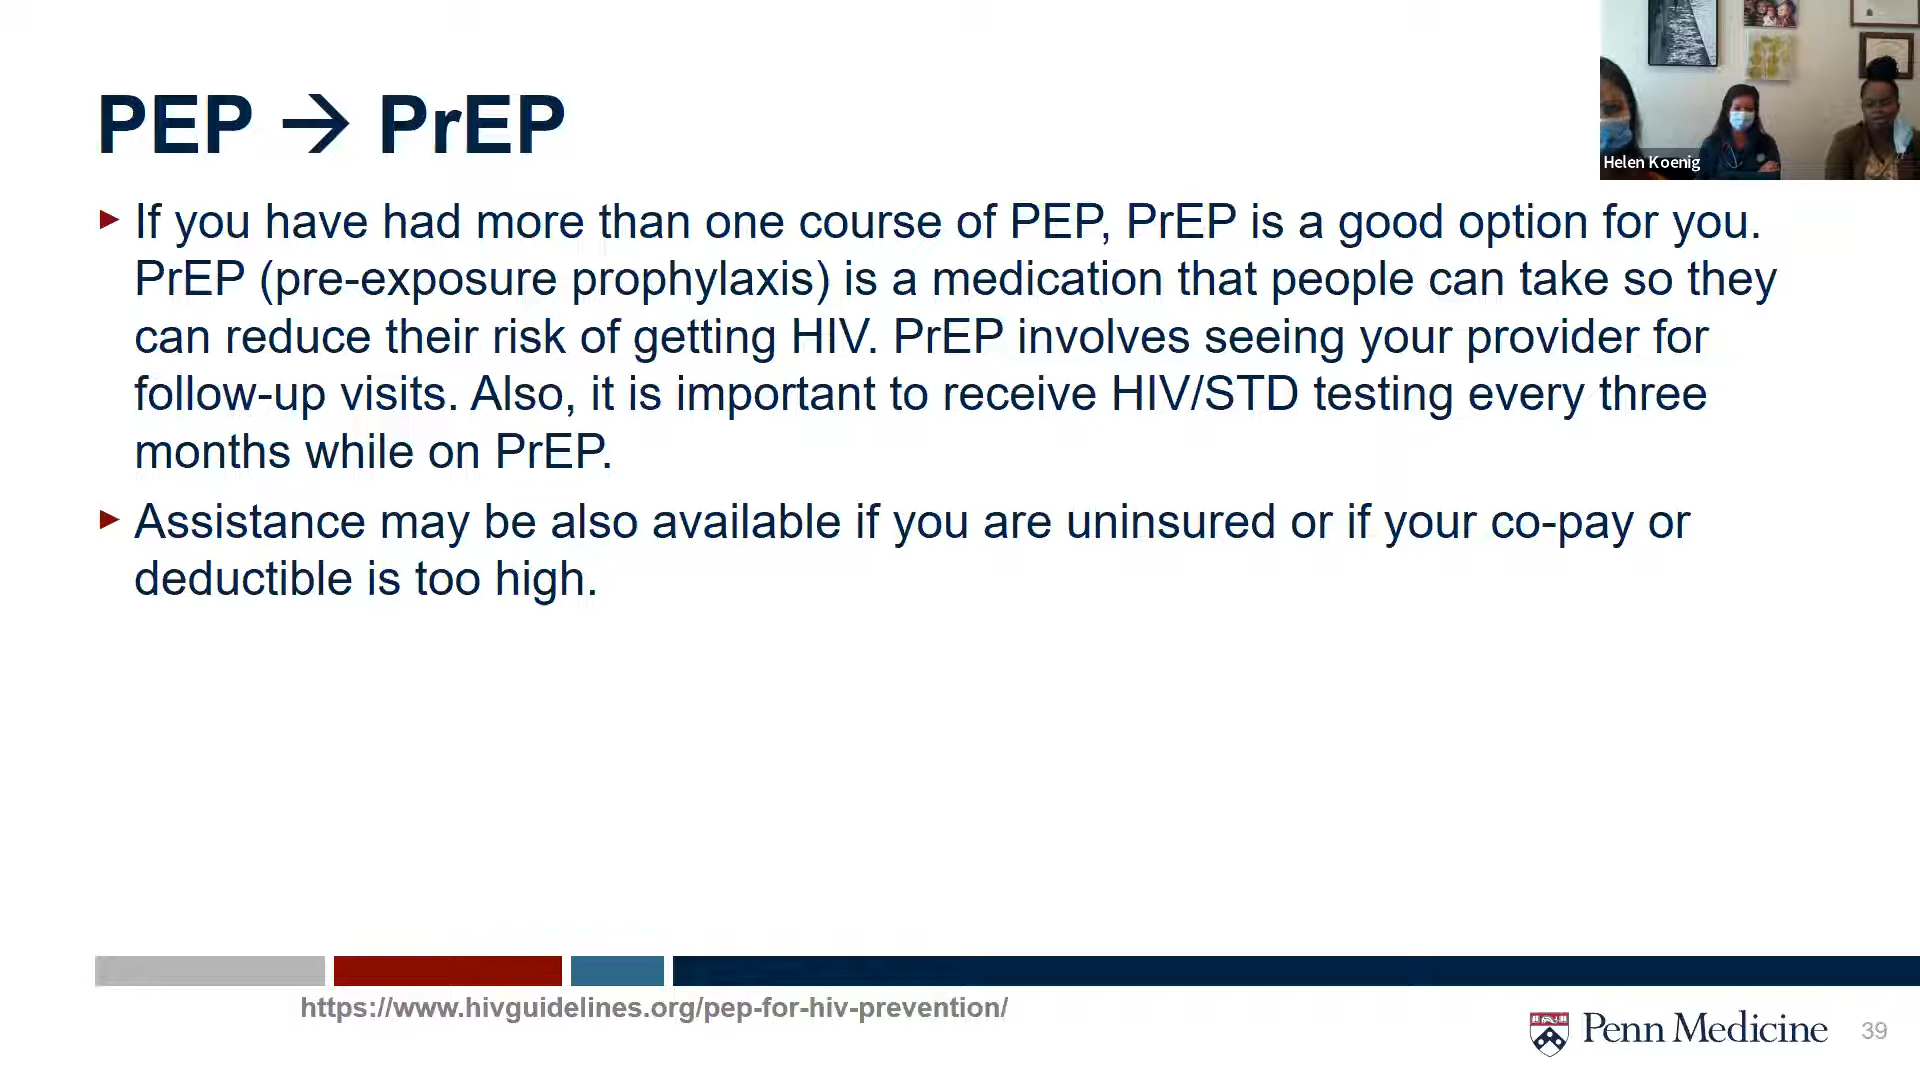 PEP → PrEP
Helen Koenig
▶ If you have had more than one course of PEP, PrEP is a good option for you.
PrEP (pre-exposure prophylaxis) is a medication that people can take so they
can reduce their risk of getting HIV. PrEP involves seeing your provider for
follow-up visits. Also, it is important to receive HIV/STD testing every three
months while on PrEP.
▶ Assistance may be also available if you are uninsured or if your co-pay or
deductible is too high.
https://www.hivguidelines.org/pep-for-hiv-prevention/
Penn Medicine
39